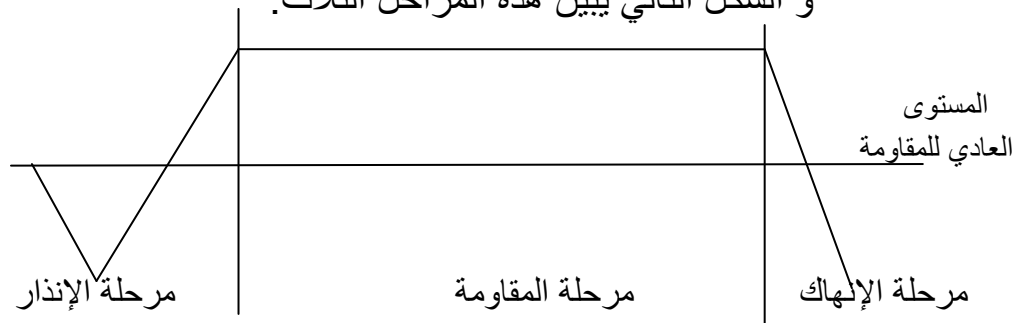 و الشكل التالي يبين هذه المراحل الثلاث:
المستوى
العادي للمقاومة
مرحلة الإنذار
مرحلة المقاومة
مرحلة الإنهاك